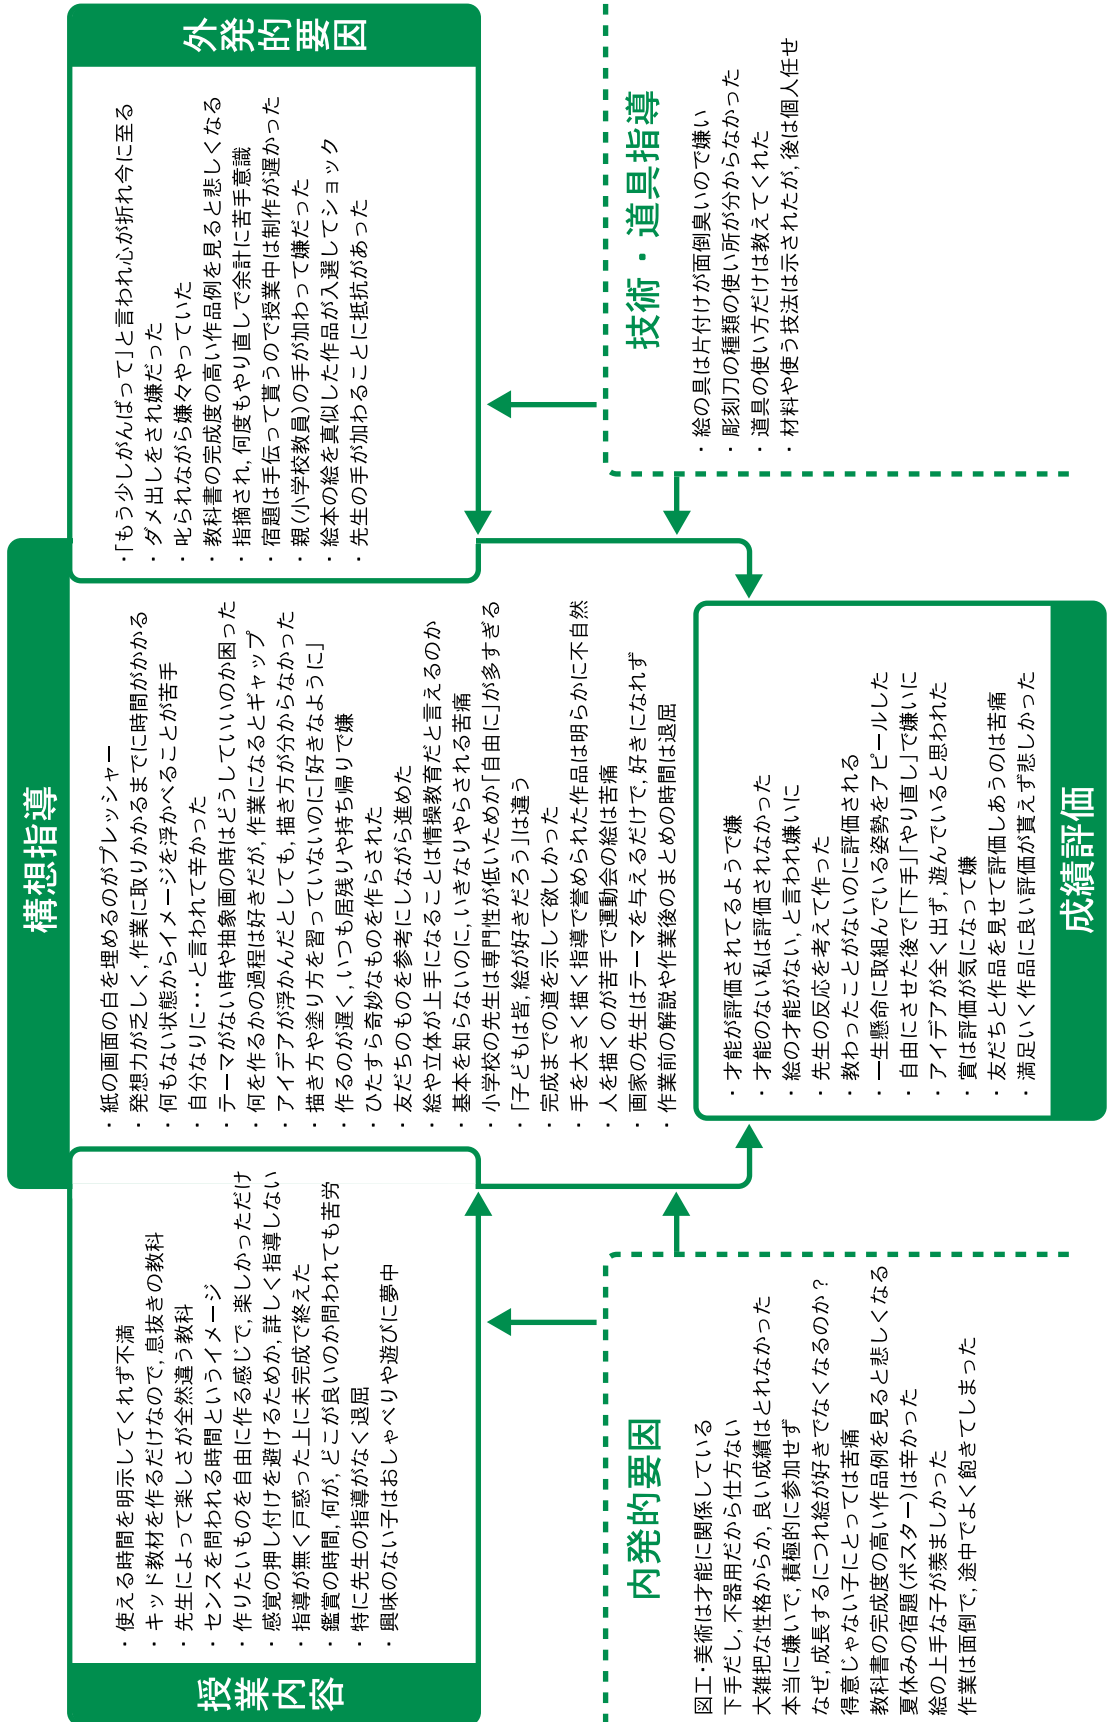 構想指導
・紙の画面の白を埋めるのがプレッシャー
・発想力が乏しく，作業に取りかかるまでに時間がかかる
・何もない状態からイメージを浮かべることが苦手
・自分なりに・・・と言われて辛かった
・テーマがない時や抽象画の時はどうしていいのか困った
・何を作るかの過程は好きだが，作業になるとギャップ
・アイデアが浮かんだとしても，描き方が分からなかった
・描き方や塗り方を習っていないのに「好きなように」
・作るのが遅く，いつも居残りや持ち帰りで嫌
・ひたすら奇妙なものを作らされた
・友だちのものを参考にしながら進めた
・絵や立体が上手になることは情操教育だと言えるのか
・基本を知らないのに，いきなりやらされる苦痛
・小学校の先生は専門性が低いためか「自由に」が多すぎる
・「子どもは皆，絵が好きだろう」は違う
・完成までの道を示して欲しかった
・手を大きく描く指導で誉められた作品は明らかに不自然
・人を描くのが苦手で運動会の絵は苦痛
・画家の先生はテーマを与えるだけで，好きになれず
・作業前の解説や作業後のまとめの時間は退屈
授業内容
・使える時間を明示してくれず不満
・キッド教材を作るだけなので，息抜きの教科
・先生によって楽しさが全然違う教科
・センスを問われる時間というイメージ
・作りたいものを自由に作る感じで，楽しかっただけ
・感覚の押し付けを避けるためか，詳しく指導しない
・指導が無く戸惑った上に未完成で終えた
・鑑賞の時間，何が，どこが良いのか問われても苦労
・特に先生の指導がなく退屈
・興味のない子はおしゃべりや遊びに夢中
外発的要因
・「もう少しがんばって」と言われ心が折れ今に至る
・ダメ出しをされ嫌だった
・叱られながら嫌々やっていた
・教科書の完成度の高い作品例を見ると悲しくなる
・指摘され，何度もやり直しで余計に苦手意識
・宿題は手伝って貰うので授業中は制作が遅かった
・親（小学校教員）の手が加わって嫌だった
・絵本の絵を真似した作品が入選してショック
・先生の手が加わることに抵抗があった
内発的要因
図工・美術は才能に関係している
下手だし，不器用だから仕方ない
大雑把な性格からか，良い成績はとれなかった
本当に嫌いで，積極的に参加せず
なぜ，成長するにつれ絵が好きでなくなるのか？
得意じゃない子にとっては苦痛
教科書の完成度の高い作品例を見ると悲しくなる
夏休みの宿題（ポスター）は辛かった
絵の上手な子が羨ましかった
作業は面倒で，途中でよく飽きてしまった
技術・道具指導
・絵の具は片付けが面倒臭いので嫌い
・彫刻刀の種類の使い所が分からなかった
・道具の使い方だけは教えてくれた
・材料や使う技法は示されたが，後は個人任せ
・才能が評価されてるようで嫌
・才能のない私は評価されなかった
・絵の才能がない，と言われ嫌いに
・先生の反応を考えて作った
・教わったことがないのに評価される
・一生懸命に取組んでいる姿勢をアピールした
・自由にさせた後で「下手」「やり直し」で嫌いに
・アイデアが全く出ず，遊んでいると思われた
・賞は評価が気になって嫌
・友だちと作品を見せて評価しあうのは苦痛
・満足いく作品に良い評価が貰えず悲しかった
成績評価